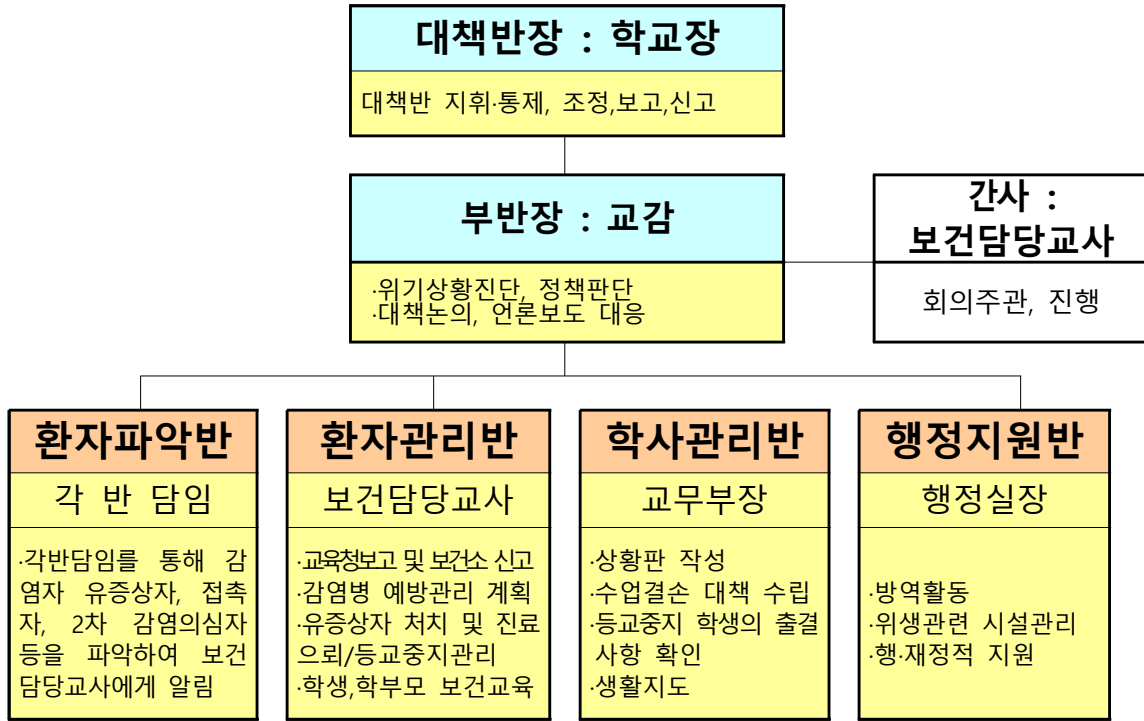 대책반장 : 학교장
대책반 지휘·통제, 조정,보고,신고
부반장 : 교감
·위기상황진단, 정책판단
·대책논의, 언론보도 대응
간사 :
보건담당교사
회의주관, 진행
환자파악반
각 반 담임
·각반담임를 통해 감
염자 유증상자, 접촉
자, 2차 감염의심자
등을 파악하여 보건
담당교사에게 알림
환자관리반
보건담당교사
·교육청보고 및 보건소 신고
·감염병 예방관리 계획
·유증상자 처치 및 진료
으뢰/등교중지관리
·학생,학부모 보건교육
학사관리반
교무부장
·상황판 작성
·수업결손 대책 수립
·등교중지 학생의 출결
사항 확인
·생활지도
행정지원반
행정실장
·방역활동
·위생관련 시설관리
·행·재정적 지원